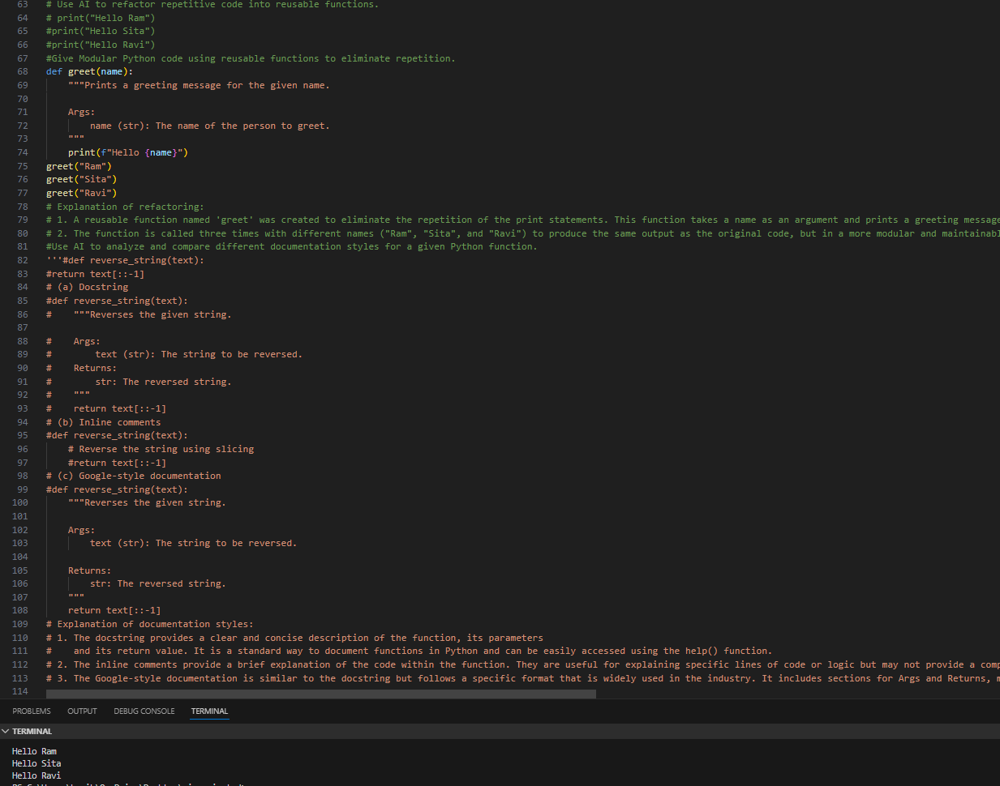 63 # Use AI to refactor repetitive code into reusable functions.
64 # print("Hello Ram")
65 #print("Hello Sita")
66 #print("Hello Ravi")
67 #Give Modular Python code using reusable functions to eliminate repetition.
68 def greet(name):
69     """Prints a greeting message for the given name.
70
71     Args:
72         name (str): The name of the person to greet.
73     """
74     print(f"Hello {name}")
75 greet("Ram")
76 greet("Sita")
77 greet("Ravi")
78 # Explanation of refactoring:
79 # 1. A reusable function named 'greet' was created to eliminate the repetition of the print statements. This function takes a name as an argument and prints a greeting message
80 # 2. The function is called three times with different names ("Ram", "Sita", and "Ravi") to produce the same output as the original code, but in a more modular and maintainabl
81 #Use AI to analyze and compare different documentation styles for a given Python function.
82 '''#def reverse_string(text):
83 #return text[::-1]
84 # (a) Docstring
85 #def reverse_string(text):
86 #    """Reverses the given string.
87
88 #    Args:
89 #        text (str): The string to be reversed.
90 #    Returns:
91 #        str: The reversed string.
92 #    """
93 #    return text[::-1]
94 # (b) Inline comments
95 #def reverse_string(text):
96     # Reverse the string using slicing
97     #return text[::-1]
98 # (c) Google-style documentation
99 #def reverse_string(text):
100     """Reverses the given string.
101
102     Args:
103         text (str): The string to be reversed.
104
105     Returns:
106         str: The reversed string.
107     """
108     return text[::-1]
109 # Explanation of documentation styles:
110 # 1. The docstring provides a clear and concise description of the function, its parameters
111 #    and its return value. It is a standard way to document functions in Python and can be easily accessed using the help() function.
112 # 2. The inline comments provide a brief explanation of the code within the function. They are useful for explaining specific lines of code or logic but may not provide a comp
113 # 3. The Google-style documentation is similar to the docstring but follows a specific format that is widely used in the industry. It includes sections for Args and Returns,
114
PROBLEMS OUTPUT DEBUG CONSOLE TERMINAL
TERMINAL
Hello Ram
Hello Sita
Hello Ravi